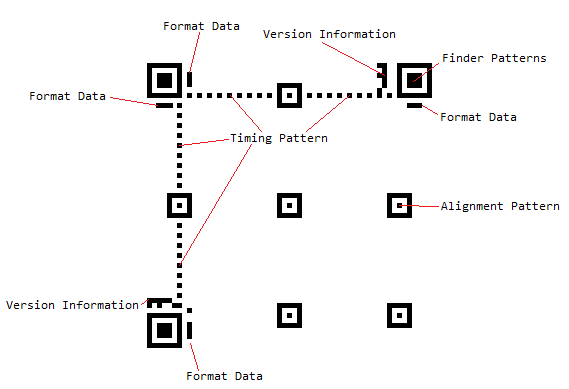 Format Data
Version Information
Finder Patterns
Format Data
Format Data
Timing Pattern
Alignment Pattern
Version Information
Format Data